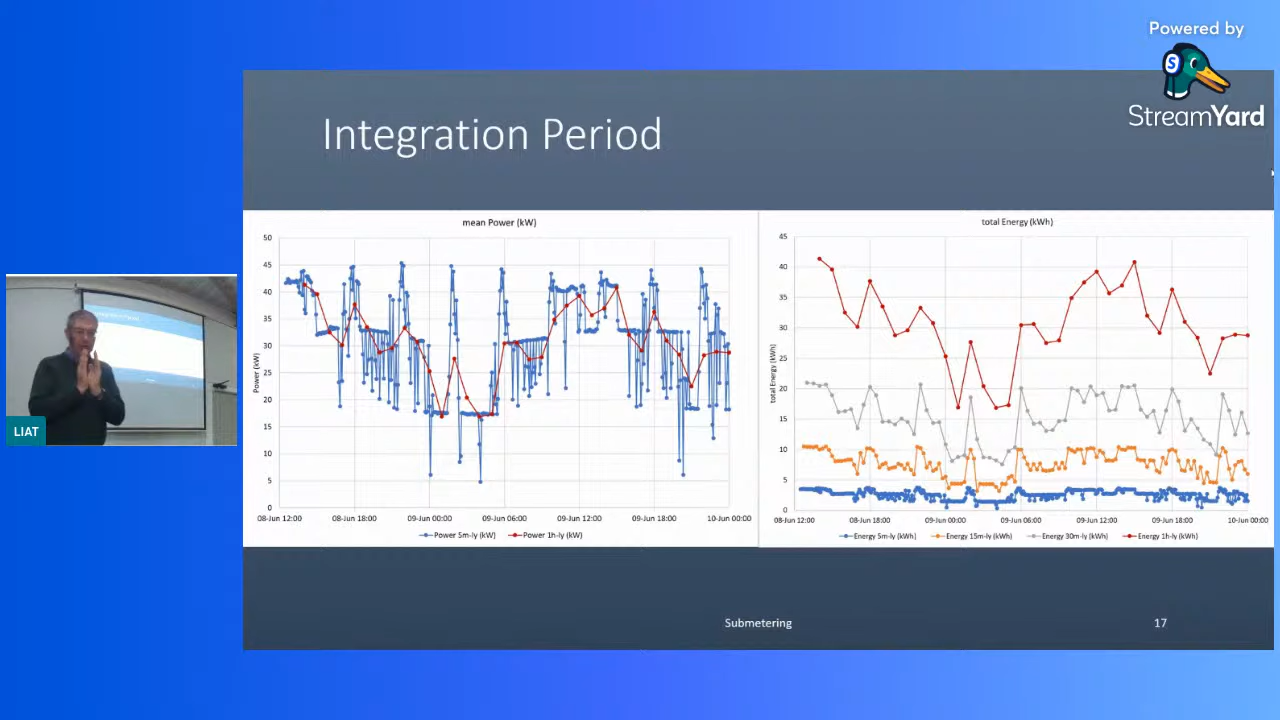 Powered by
StreamYard
Integration Period
mean Power (kW)
50
45
40
35
30
25
20
15
10
5
0
Power (kW)
08-Jun 12:00 08-Jun 18:00 09-Jun 00:00 09-Jun 06:00 09-Jun 12:00 09-Jun 18:00 10-Jun 00:00
Power 5m-ly (kW) Power 1h-ly (kW)
total Energy (kWh)
45
40
35
30
25
20
15
10
5
0
total Energy (kWh)
08-Jun 12:00 08-Jun 18:00 09-Jun 00:00 09-Jun 06:00 09-Jun 12:00 09-Jun 18:00 10-Jun 00:00
Energy 5m-ly (kWh) Energy 15m-ly (kWh) Energy 30m-ly (kWh) Energy 1h-ly (kWh)
LIAT
Submetering
17